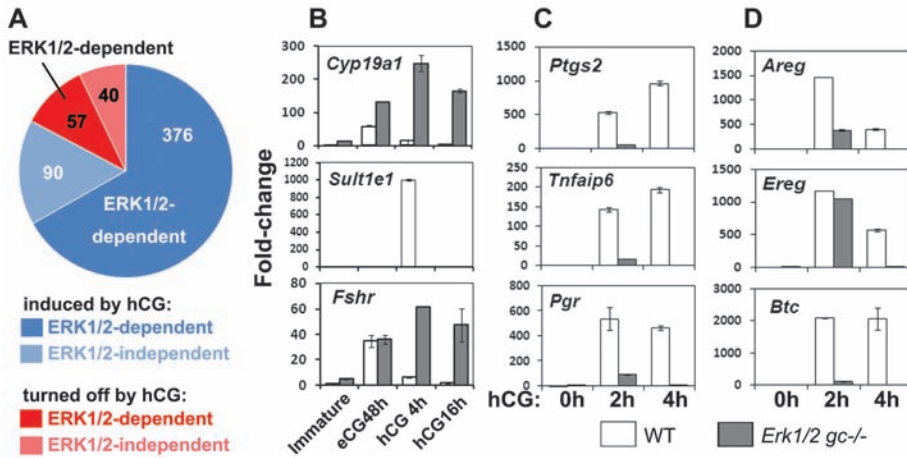 A
ERK1/2-dependent
40
57
376
90
ERK1/2-
dependent
induced by hCG:
ERK1/2-dependent
ERK1/2-independent
turned off by hCG:
ERK1/2-dependent
ERK1/2-independent
Fold-change
B
Cyp19a1
300
200
100
0
Sult1e1
1200
1000
800
600
400
200
0
Fshr
80
60
40
20
0
Immature
eCG48h
hCG 4h
hCG16h
C
Ptgs2
1500
1000
500
0
Tnfaip6
250
200
150
100
50
0
Pgr
800
600
400
200
0
hCG: 0h 2h 4h
D
Areg
2000
1500
1000
500
0
Ereg
1500
1000
500
0
Btc
3000
2000
1000
0
0h 2h 4h
WT
Erk1/2 gc-/-